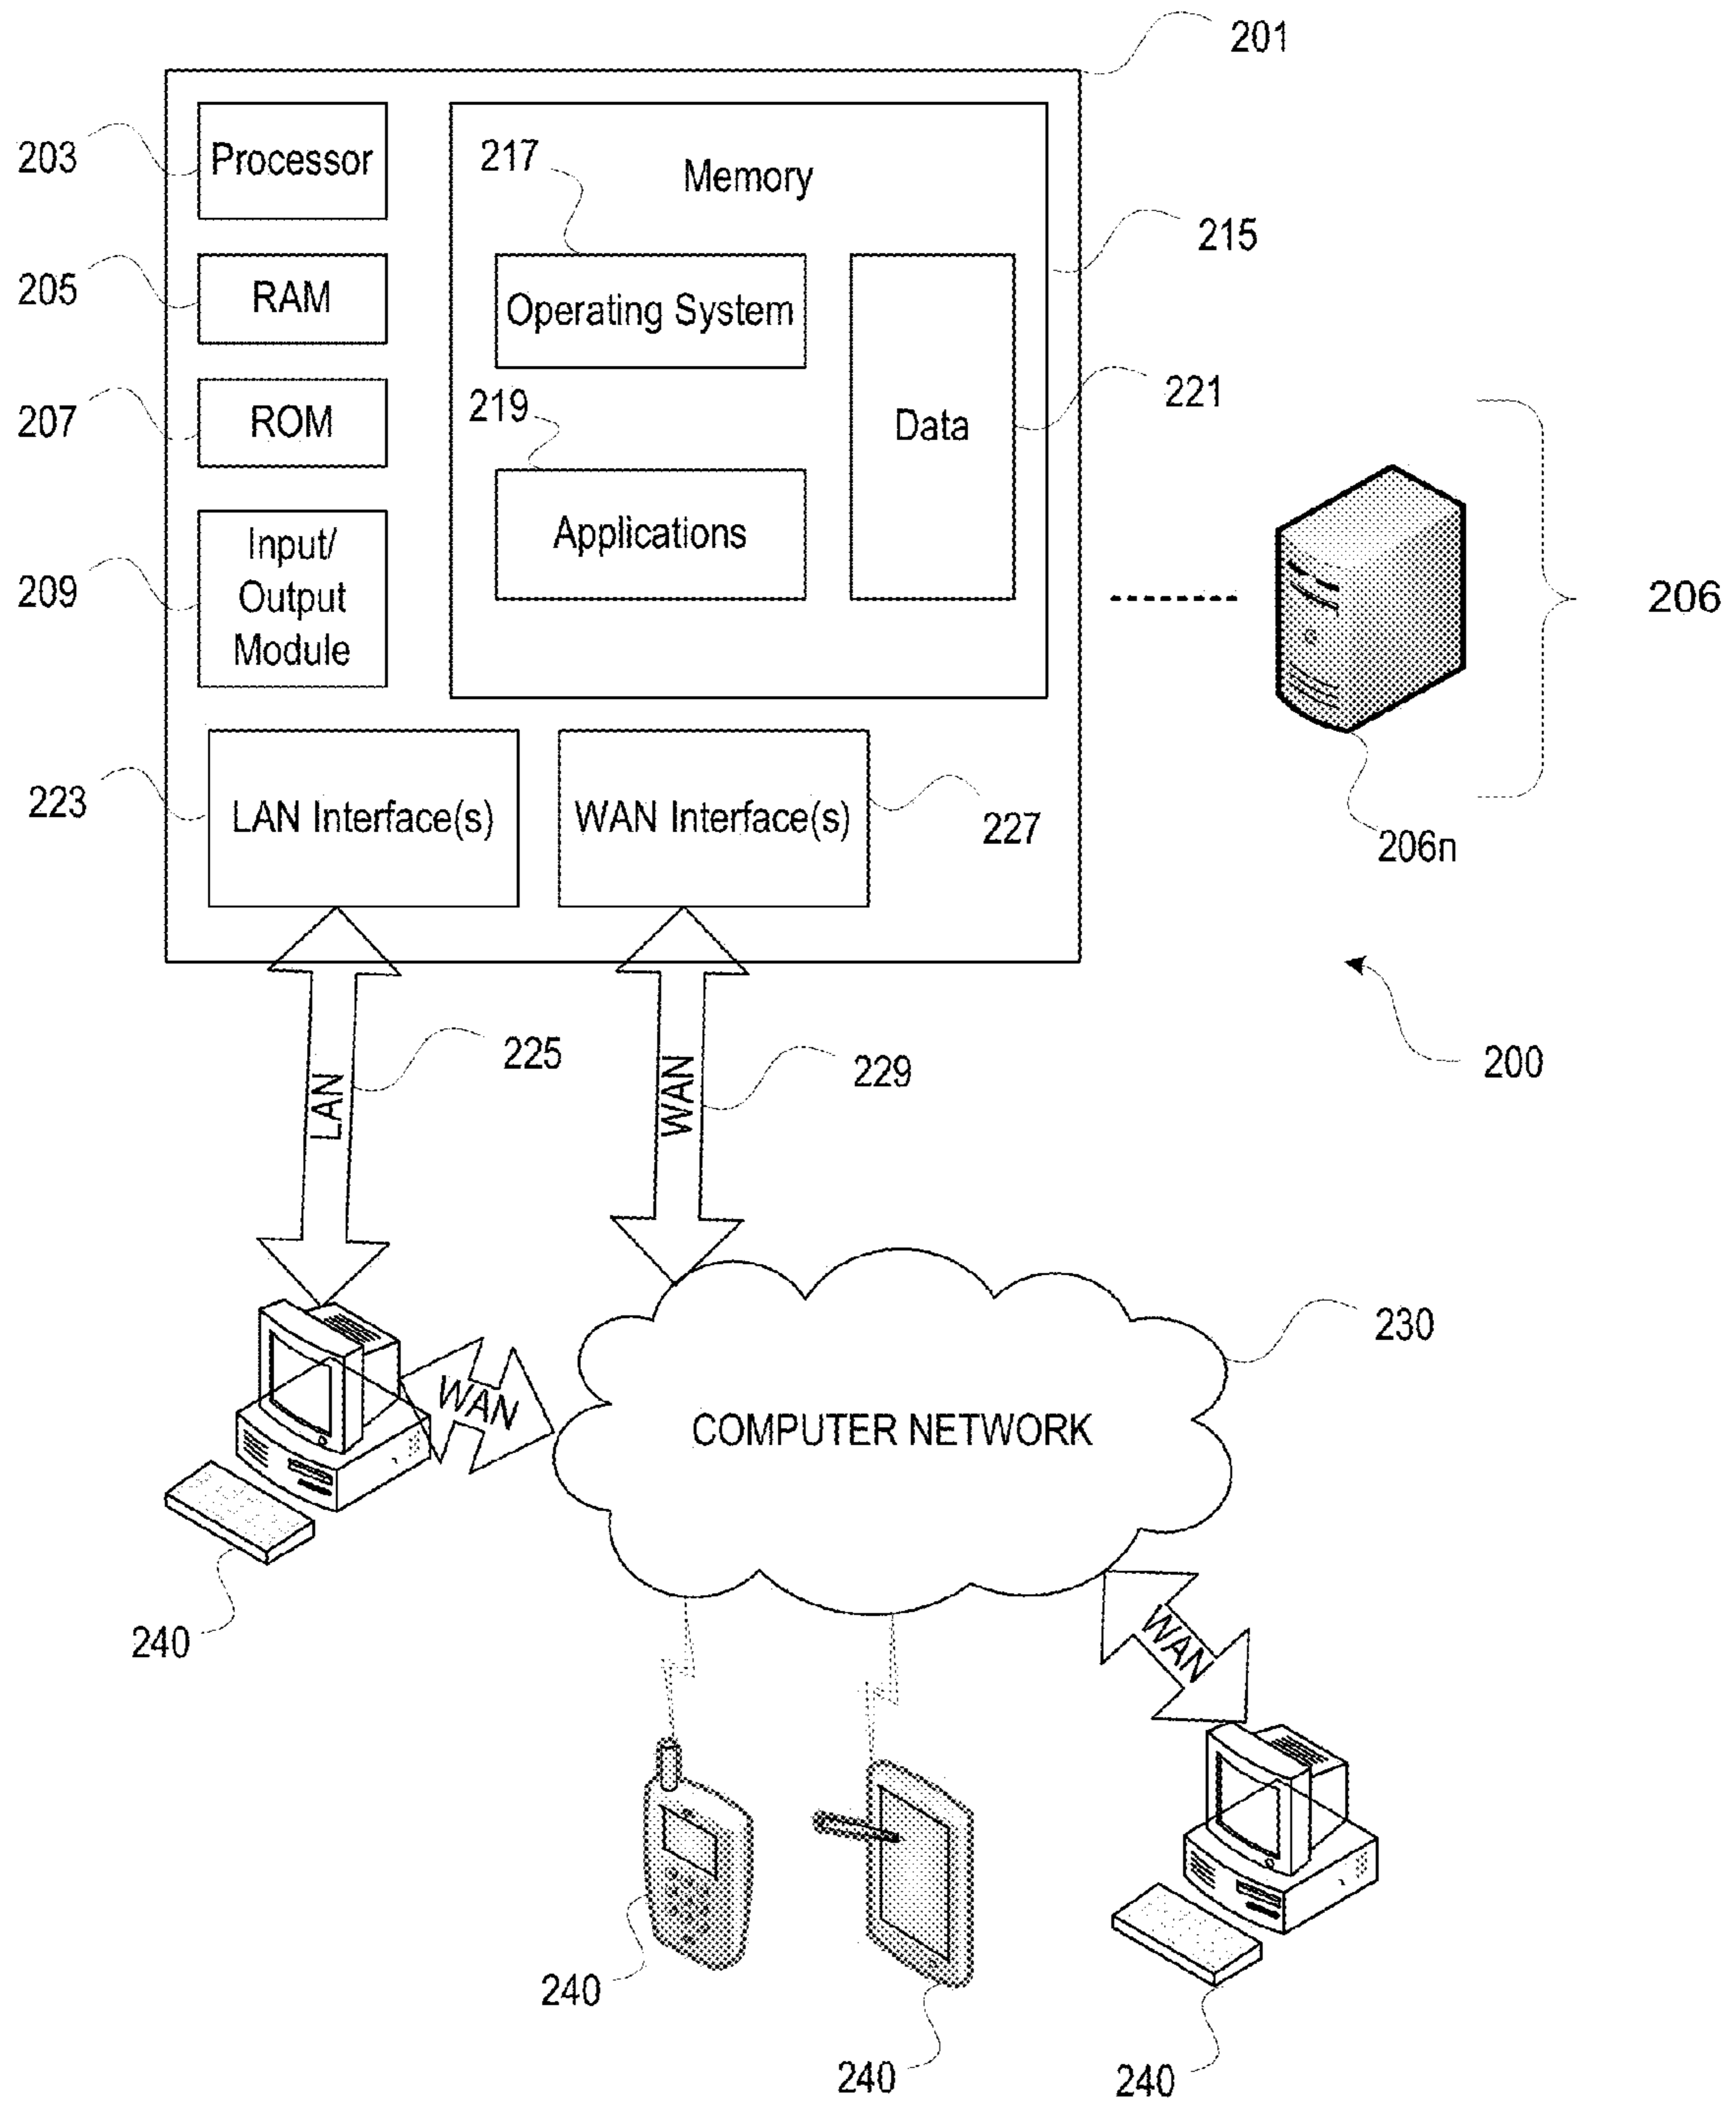 201
203
Processor
217
Memory
215
205
RAM
Operating System
207
ROM
219
Data
221
209
Input/
Output
Module
Applications
206
223
LAN Interface(s)
WAN Interface(s)
227
206n
225
LAN
WAN
229
200
230
WAN
COMPUTER NETWORK
240
WAN
240
240
240